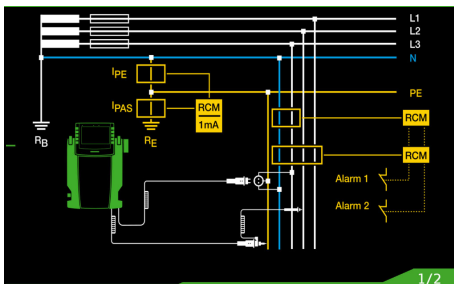 L1
L2
L3
N
IPE
PE
IPAS
RCM
1mA
RCM
RB
RE
RCM
Alarm 1
Alarm 2
1/2